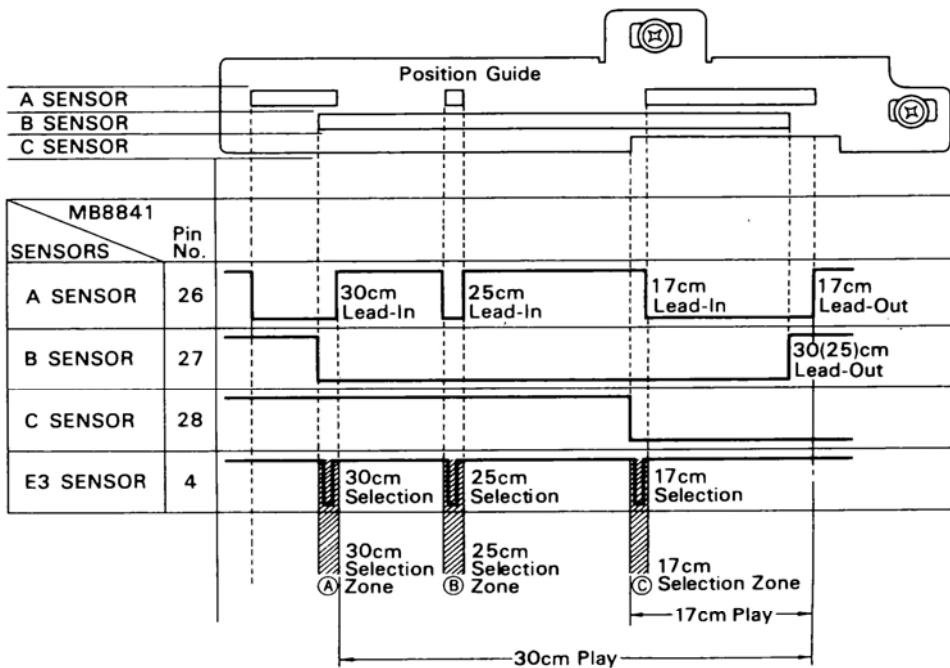 Position Guide
A SENSOR
B SENSOR
C SENSOR
MB8841
SENSORS
Pin
No.
A SENSOR
26
30cm
Lead-In
25cm
Lead-In
17cm
Lead-In
17cm
Lead-Out
B SENSOR
27
30(25)cm
Lead-Out
C SENSOR
28
E3 SENSOR
4
30cm
Selection
25cm
Selection
17cm
Selection
30cm
Selection
Zone
Ⓐ
25cm
Selection
Zone
Ⓑ
17cm
Selection Zone
Ⓒ
17cm Play
30cm Play